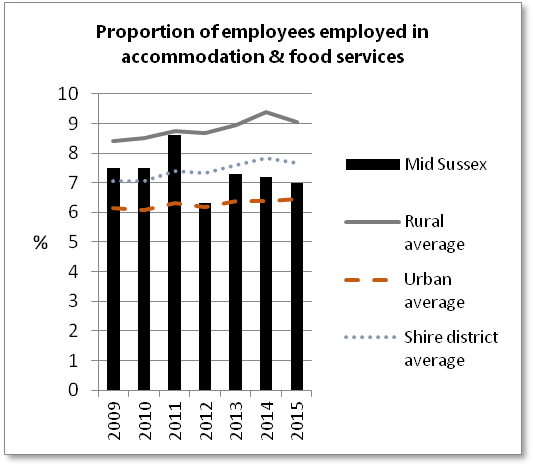 Proportion of employees employed in
accommodation & food services
10
9
8
7
6
5
4
3
2
1
0
%
2009
2010
2011
2012
2013
2014
2015
Mid Sussex
Rural
average
Urban
average
Shire district
average